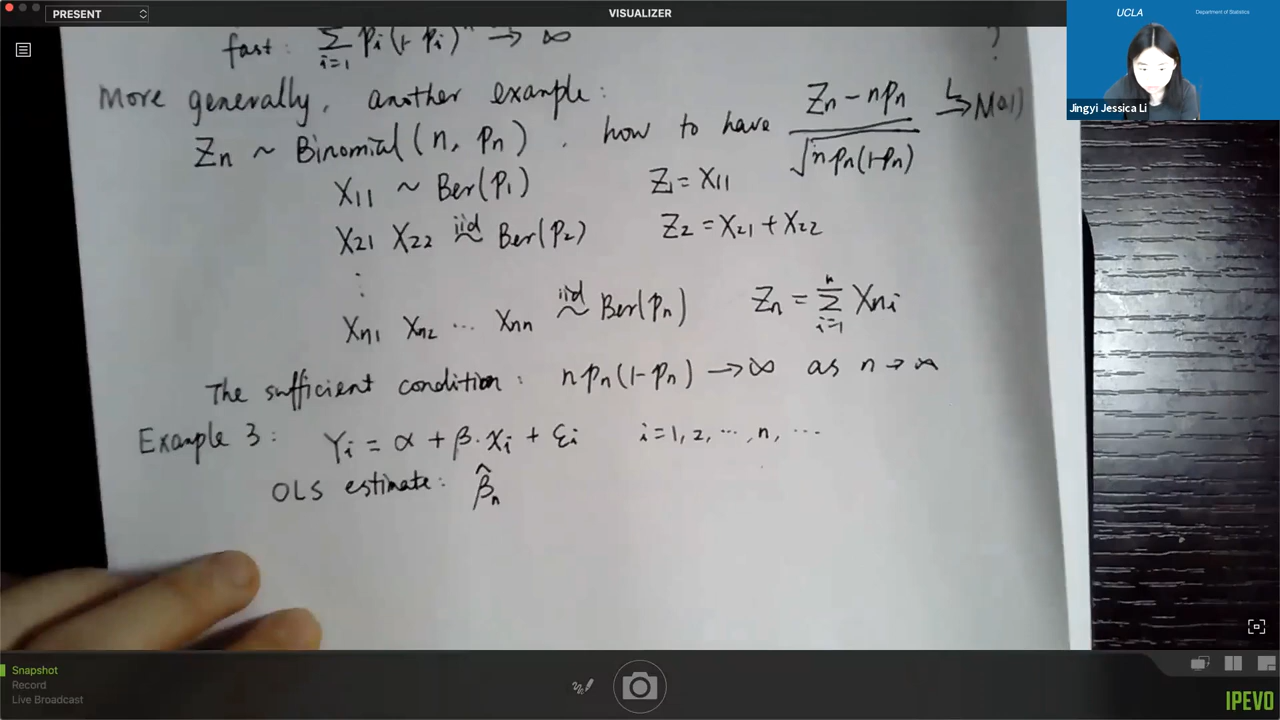 PRESENT
VISUALIZER
UCLA
Department of Statistics
Jingyi Jessica Li
fast: ∑_{i=1} p_i(1-p_i) → ∞
?
More generally, another example:
Z_n ~ Binomial(n, p_n), how to have (Z_n - np_n)/√(np_n(1-p_n)) →^L N(0,1)
X_11 ~ Ber(p_1) Z_1 = X_11
X_21 X_22 iid ~ Ber(p_2) Z_2 = X_21 + X_22
⋮
X_n1 X_n2 ... X_nn iid ~ Ber(p_n) Z_n = ∑_{i=1}^n X_ni
The sufficient condition: np_n(1-p_n) → ∞ as n → ∞
Example 3: Y_i = α + β·x_i + ε_i i=1, 2, ..., n, ...
OLS estimate: β̂_n
Snapshot
Record
Live Broadcast
IPEVO